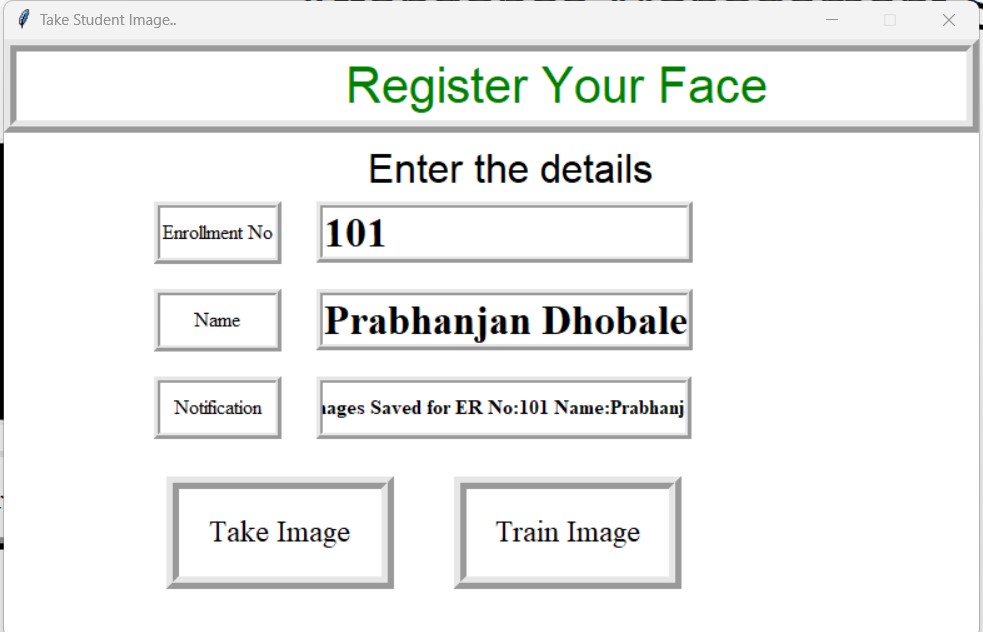 Take Student Image..
Register Your Face
Enter the details
Enrollment No
101
Name
Prabhanjan Dhobale
Notification
ages Saved for ER No:101 Name:Prabhanj
Take Image
Train Image